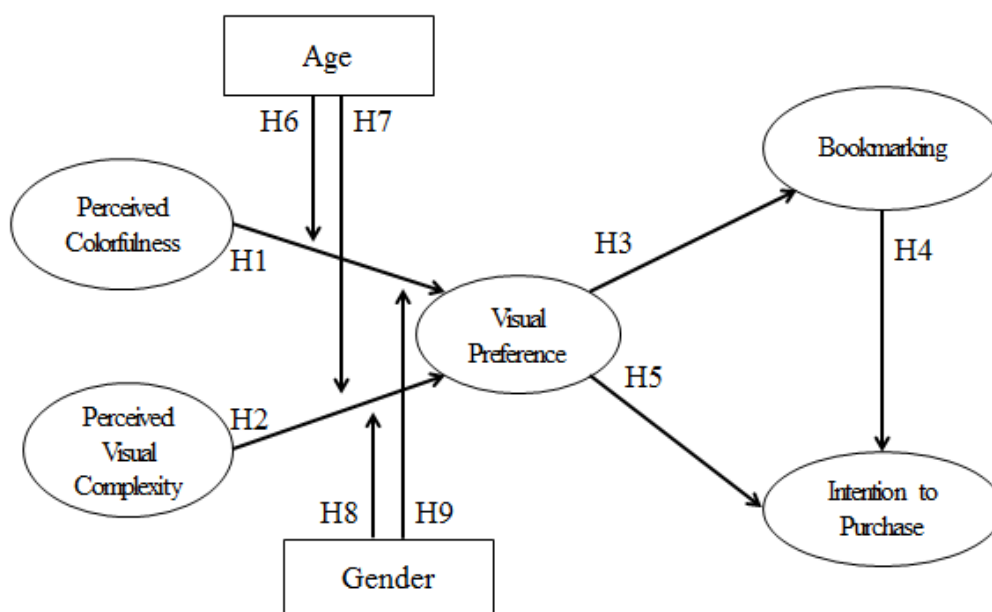 Age
H6
H7
Perceived
Colorfulness
H1
Bookmarking
H3
H4
Visual
Preference
H5
Perceived
Visual
Complexity
H2
Intention to
Purchase
H8
H9
Gender